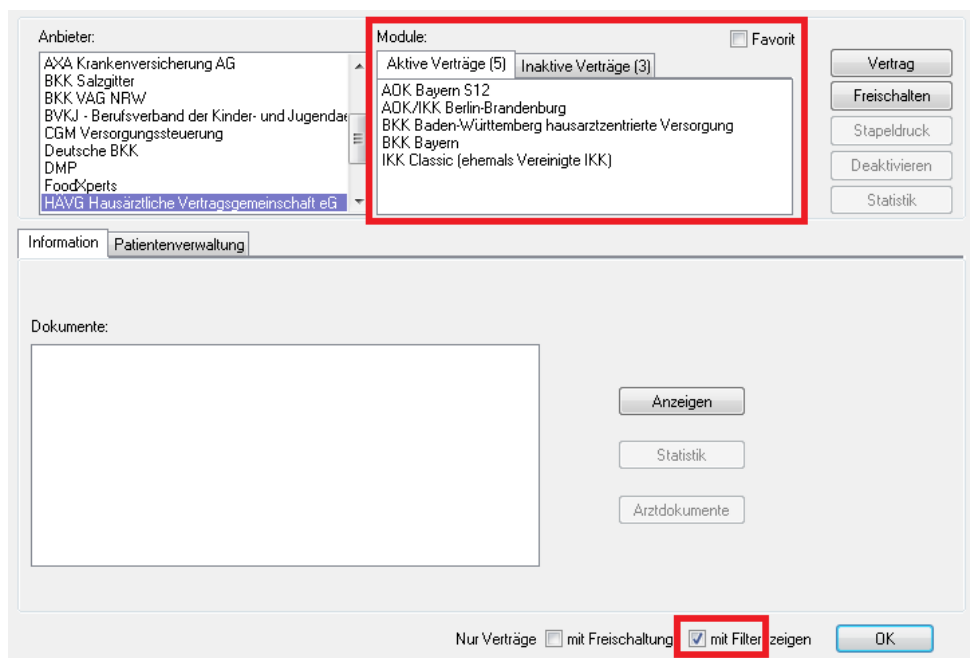 Anbieter:
AXA Krankenversicherung AG
BKK Salzgitter
BKK VAG NRW
BVKJ - Berufsverband der Kinder- und Jugendae
CGM Versorgungssteuerung
Deutsche BKK
DMP
FoodXperts
HÄVG Hausärztliche Vertragsgemeinschaft eG
Module:
Favorit
Aktive Verträge (5) Inaktive Verträge (3)
AOK Bayern S12
AOK/IKK Berlin-Brandenburg
BKK Baden-Württemberg hausarztzentrierte Versorgung
BKK Bayern
IKK Classic (ehemals Vereinigte IKK)
Vertrag
Freischalten
Stapeldruck
Deaktivieren
Statistik
Information Patientenverwaltung
Dokumente:
Anzeigen
Statistik
Arztdokumente
Nur Verträge mit Freischaltung mit Filter zeigen OK